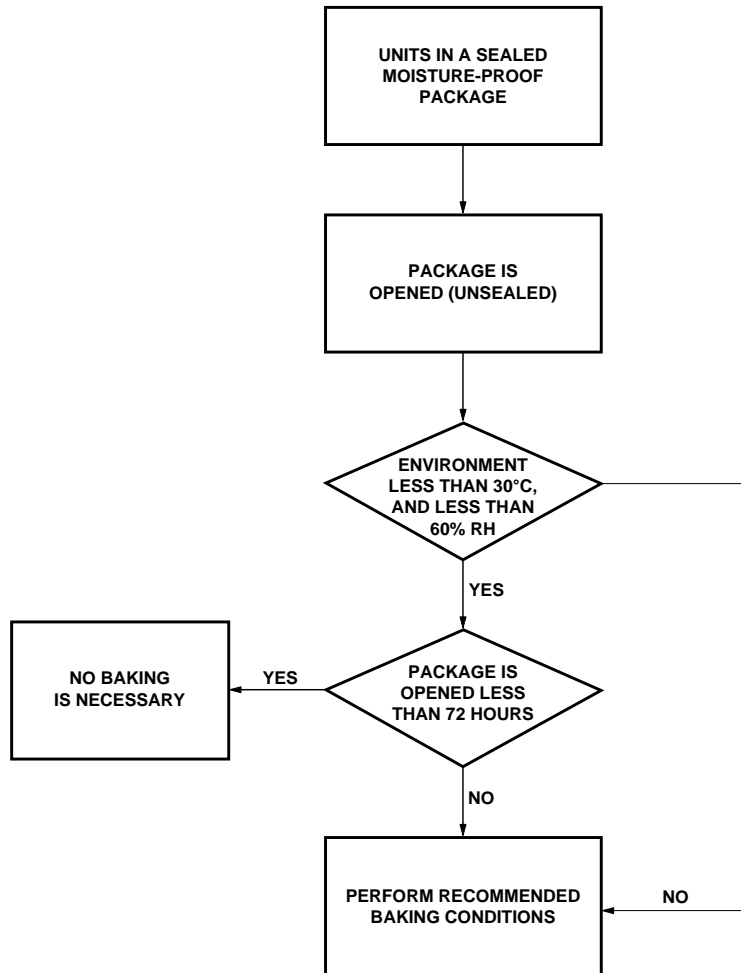 UNITS IN A SEALED
MOISTURE-PROOF
PACKAGE
PACKAGE IS
OPENED (UNSEALED)
ENVIRONMENT
LESS THAN 30°C,
AND LESS THAN
60% RH
YES
NO BAKING
IS NECESSARY
YES
PACKAGE IS
OPENED LESS
THAN 72 HOURS
NO
PERFORM RECOMMENDED
BAKING CONDITIONS
NO